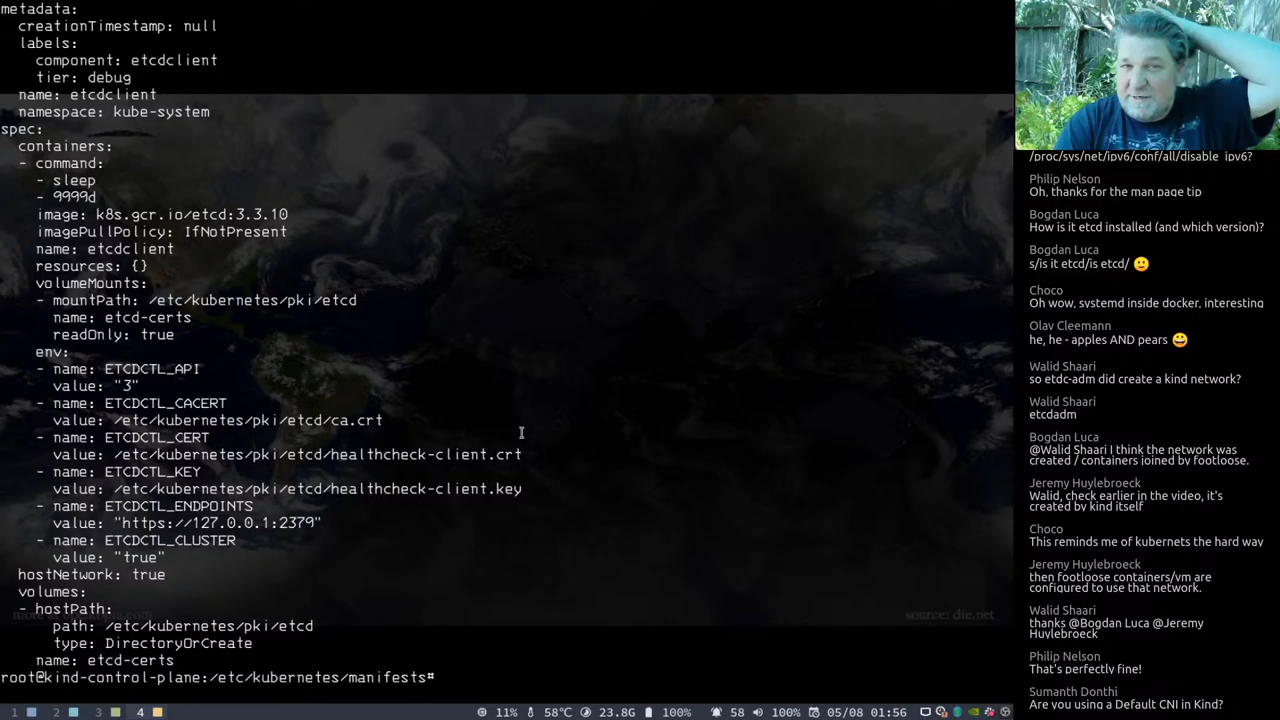 metadata:
creationTimestamp: null
labels:
component: etcdclient
tier: debug
name: etcdclient
namespace: kube-system
spec:
containers:
- command:
- sleep
- 9999d
image: k8s.gcr.io/etcd:3.3.10
imagePullPolicy: IfNotPresent
name: etcdclient
resources: {}
volumeMounts:
- mountPath: /etc/kubernetes/pki/etcd
name: etcd-certs
readOnly: true
env:
- name: ETCDCTL_API
value: "3"
- name: ETCDCTL_CACERT
value: /etc/kubernetes/pki/etcd/ca.crt
- name: ETCDCTL_CERT
value: /etc/kubernetes/pki/etcd/healthcheck-client.crt
- name: ETCDCTL_KEY
value: /etc/kubernetes/pki/etcd/healthcheck-client.key
- name: ETCDCTL_ENDPOINTS
value: "https://127.0.0.1:2379"
- name: ETCDCTL_CLUSTER
value: "true"
hostNetwork: true
volumes:
- hostPath:
path: /etc/kubernetes/pki/etcd
type: DirectoryOrCreate
name: etcd-certs
root@kind-control-plane:/etc/kubernetes/manifests#
source: die.net
1 2 3 4
11% 58℃ 23.8G 100% 58 100% 05/08 01:56
/proc/sys/net/ipv6/conf/all/disable_ipv6?
Philip Nelson
Oh, thanks for the man page tip
Bogdan Luca
How is it etcd installed (and which version)?
Bogdan Luca
s/is it etcd/is etcd/ 🙂
Choco
Oh wow, systemd inside docker, interesting
Olav Cleemann
he, he - apples AND pears 😀
Walid Shaari
so etdc-adm did create a kind network?
Walid Shaari
etcdadm
Bogdan Luca
@Walid Shaari I think the network was
created / containers joined by footloose.
Jeremy Huylebroeck
Walid, check earlier in the video, it's
created by kind itself
Choco
This reminds me of kubernets the hard way
Jeremy Huylebroeck
then footloose containers/vm are
configured to use that network.
Walid Shaari
thanks @Bogdan Luca @Jeremy
Huylebroeck
Philip Nelson
That's perfectly fine!
Sumanth Donthi
Are you using a Default CNI in Kind?